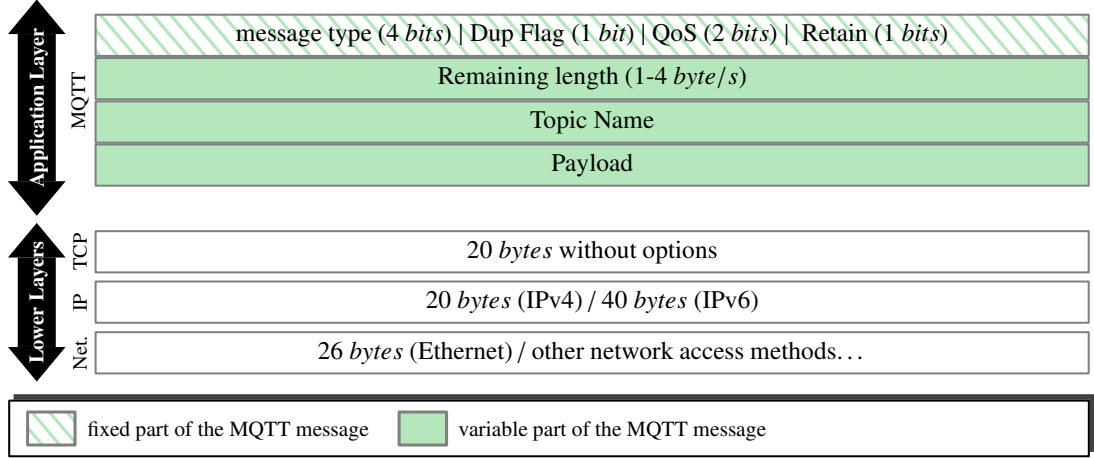 Application Layer
MQTT
message type (4 bits) | Dup Flag (1 bit) | QoS (2 bits) | Retain (1 bits)
Remaining length (1-4 byte/s)
Topic Name
Payload
Lower Layers
TCP
20 bytes without options
IP
20 bytes (IPv4) / 40 bytes (IPv6)
Net.
26 bytes (Ethernet) / other network access methods...
fixed part of the MQTT message
variable part of the MQTT message